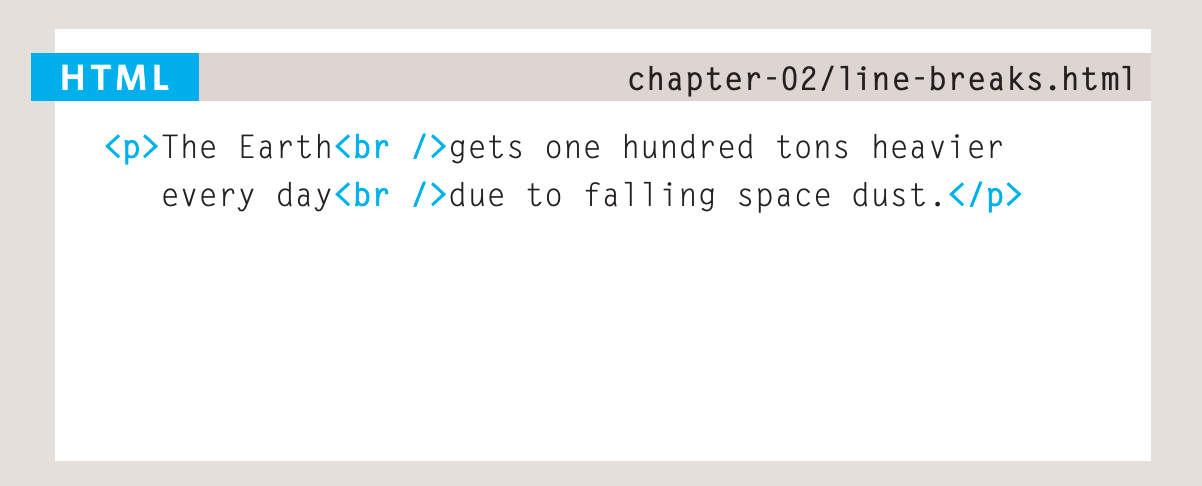 HTML
chapter-02/line-breaks.html
<p>The Earth<br />gets one hundred tons heavier
every day<br />due to falling space dust.</p>